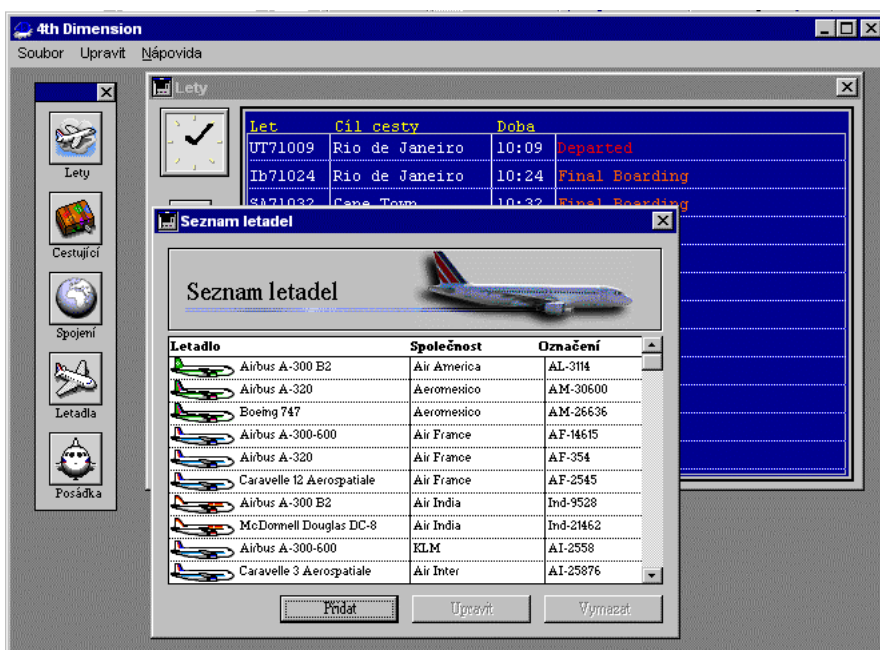 4th Dimension
Soubor Upravit Nápovida
Lety
Let Cíl cesty Doba
UT71009 Rio de Janeiro 10:09 Departed
Ib71024 Rio de Janeiro 10:24 Final Boarding
SA71032 Cape Town 10:32 Final Boarding
Lety
Cestující
Spojení
Letadla
Posádka
Seznam letadel
Seznam letadel
Letadlo Společnost Označení
Airbus A-300 B2 Air America AL-3114
Airbus A-320 Aeromexico AM-30600
Boeing 747 Aeromexico AM-26636
Airbus A-300-600 Air France AF-14615
Airbus A-320 Air France AF-354
Caravelle 12 Aerospatiale Air France AF-2545
Airbus A-300 B2 Air India Ind-9528
McDonnell Douglas DC-8 Air India Ind-21462
Airbus A-300-600 KLM AI-2558
Caravelle 3 Aerospatiale Air Inter AI-25876
Přidat Upravit Vymazat